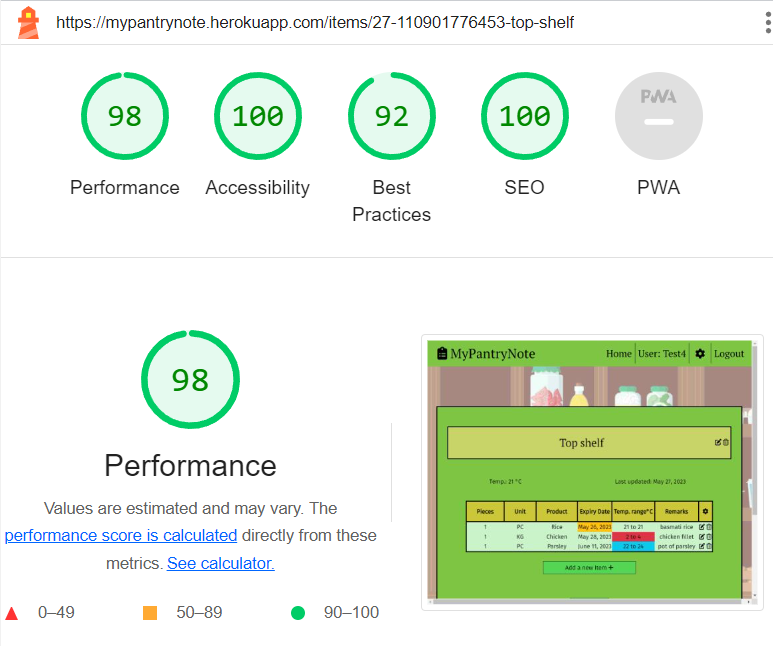 https://mypantrynote.herokuapp.com/items/27-110901776453-top-shelf
98
100
92
100
PWA
Performance
Accessibility
Best
Practices
SEO
PWA
98
Performance
Values are estimated and may vary. The
performance score is calculated directly from these
metrics. See calculator.
0–49
50–89
90–100
MyPantryNote
Home
User: Test4
Logout
Top shelf
Temp.: 21 °C
Last updated: May 27, 2023
Pieces Unit Product Expiry Date Temp. range°C Remarks
1 PC Rice May 26, 2023 21 to 21 basmati rice
1 KG Chicken May 28, 2023 2 to 4 chicken fillet
1 PC Parsley June 11, 2023 22 to 24 pot of parsley
Add a new item +